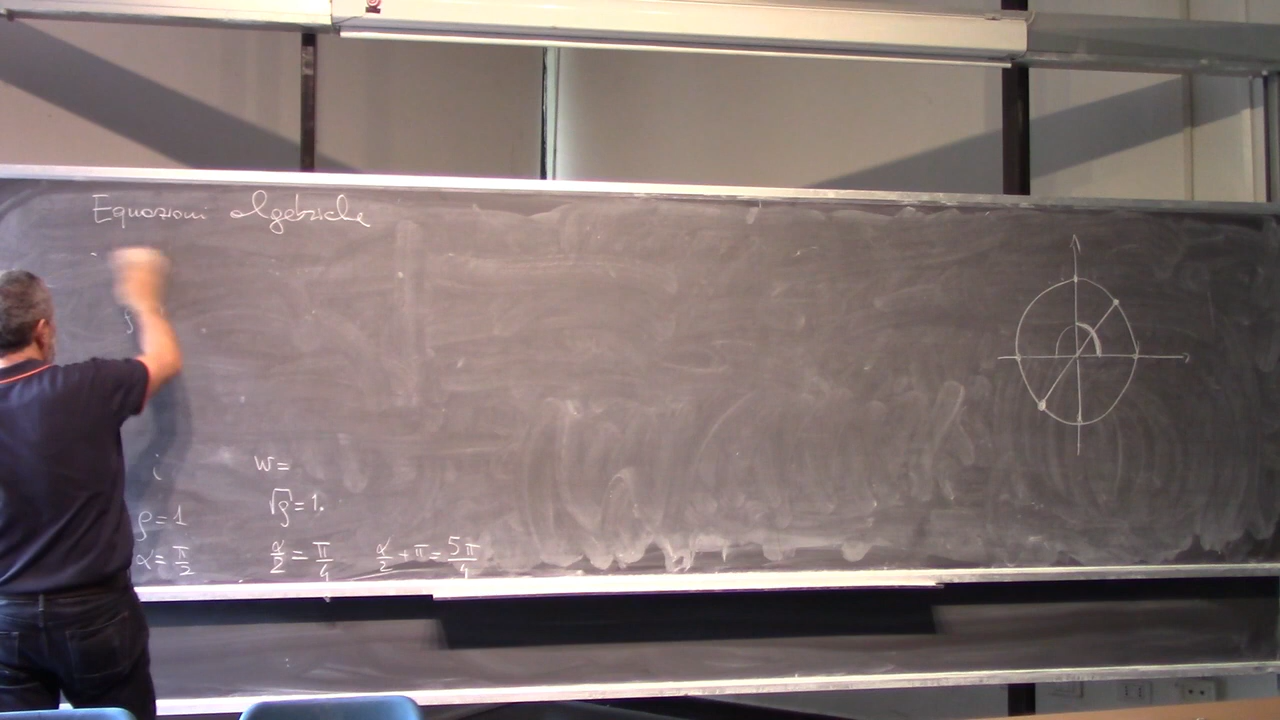 Equazioni algebriche
i w =
ρ = 1 √ρ = 1.
α = π/2 α/2 = π/4 α/2 + π = 5π/4